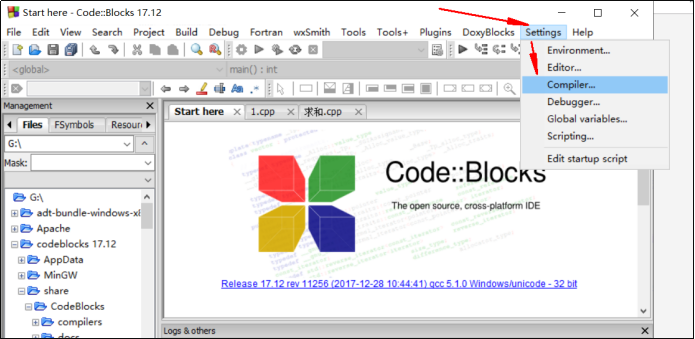 Start here - Code::Blocks 17.12
File Edit View Search Project Build Debug Fortran wxSmith Tools Tools+ Plugins DoxyBlocks Settings Help
Environment...
Editor...
Compiler...
Debugger...
Global variables...
Scripting...
Edit startup script
<global>
main() : int
Management
Files FSymbols Resourc
G:\
Mask:
G:\
adt-bundle-windows-x8
Apache
codeblocks 17.12
AppData
MinGW
share
CodeBlocks
compilers
docs
Start here 1.cpp 求和.cpp
Code::Blocks
The open source, cross-platform IDE
Release 17.12 rev 11256 (2017-12-28 10:44:41) gcc 5.1.0 Windows/unicode - 32 bit
Logs & others